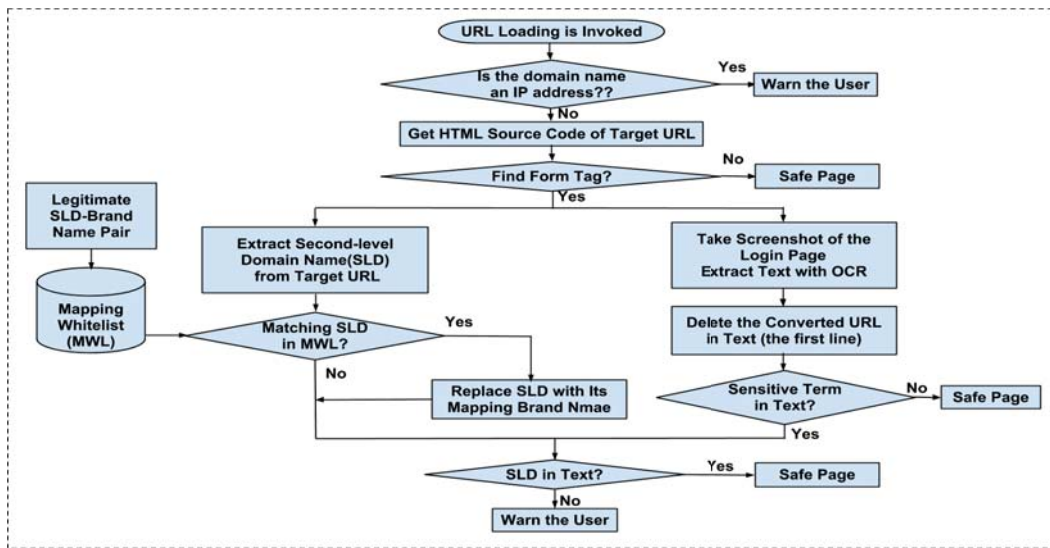 URL Loading is Invoked
Is the domain name
an IP address??
Yes
Warn the User
No
Get HTML Source Code of Target URL
Find Form Tag?
No
Safe Page
Yes
Legitimate
SLD-Brand
Name Pair
Mapping
Whitelist
(MWL)
Extract Second-level
Domain Name(SLD)
from Target URL
Matching SLD
in MWL?
Yes
No
Replace SLD with Its
Mapping Brand Nmae
Take Screenshot of the
Login Page
Extract Text with OCR
Delete the Converted URL
in Text (the first line)
Sensitive Term
in Text?
No
Safe Page
Yes
SLD in Text?
Yes
Safe Page
No
Warn the User